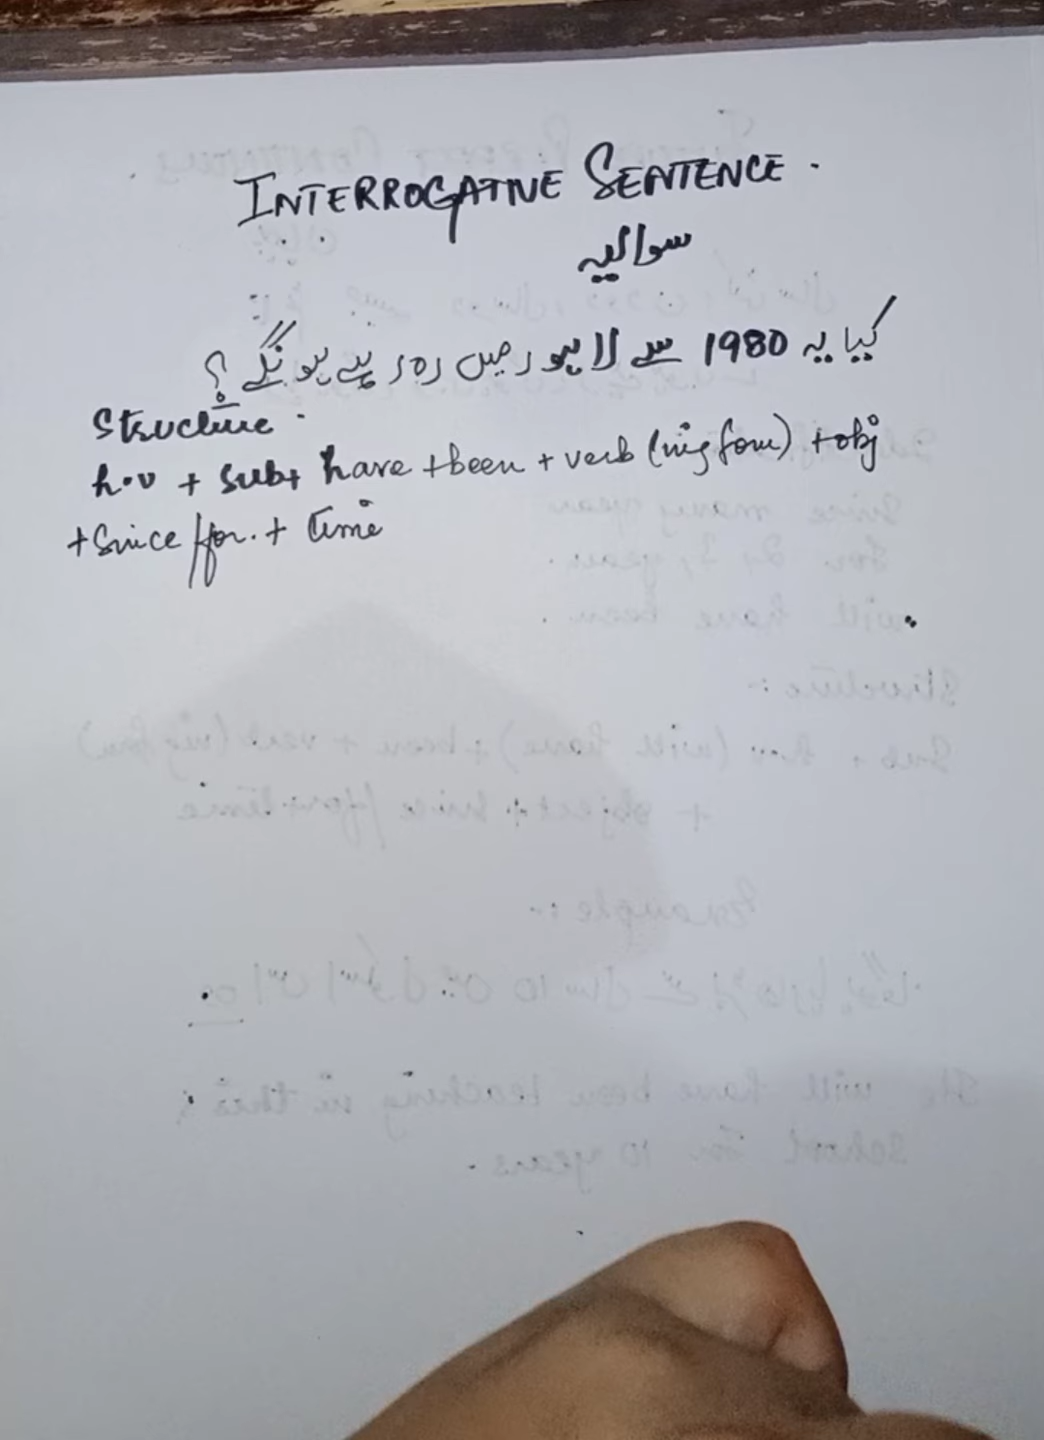 INTERROGATIVE SENTENCE.
سوالیہ
کیا یہ 1980 سے لاہور میں رہ رہے ہونگے؟
Structure.
h.v + sub + have + been + verb (ing form) + obj
+ Since/for. + time